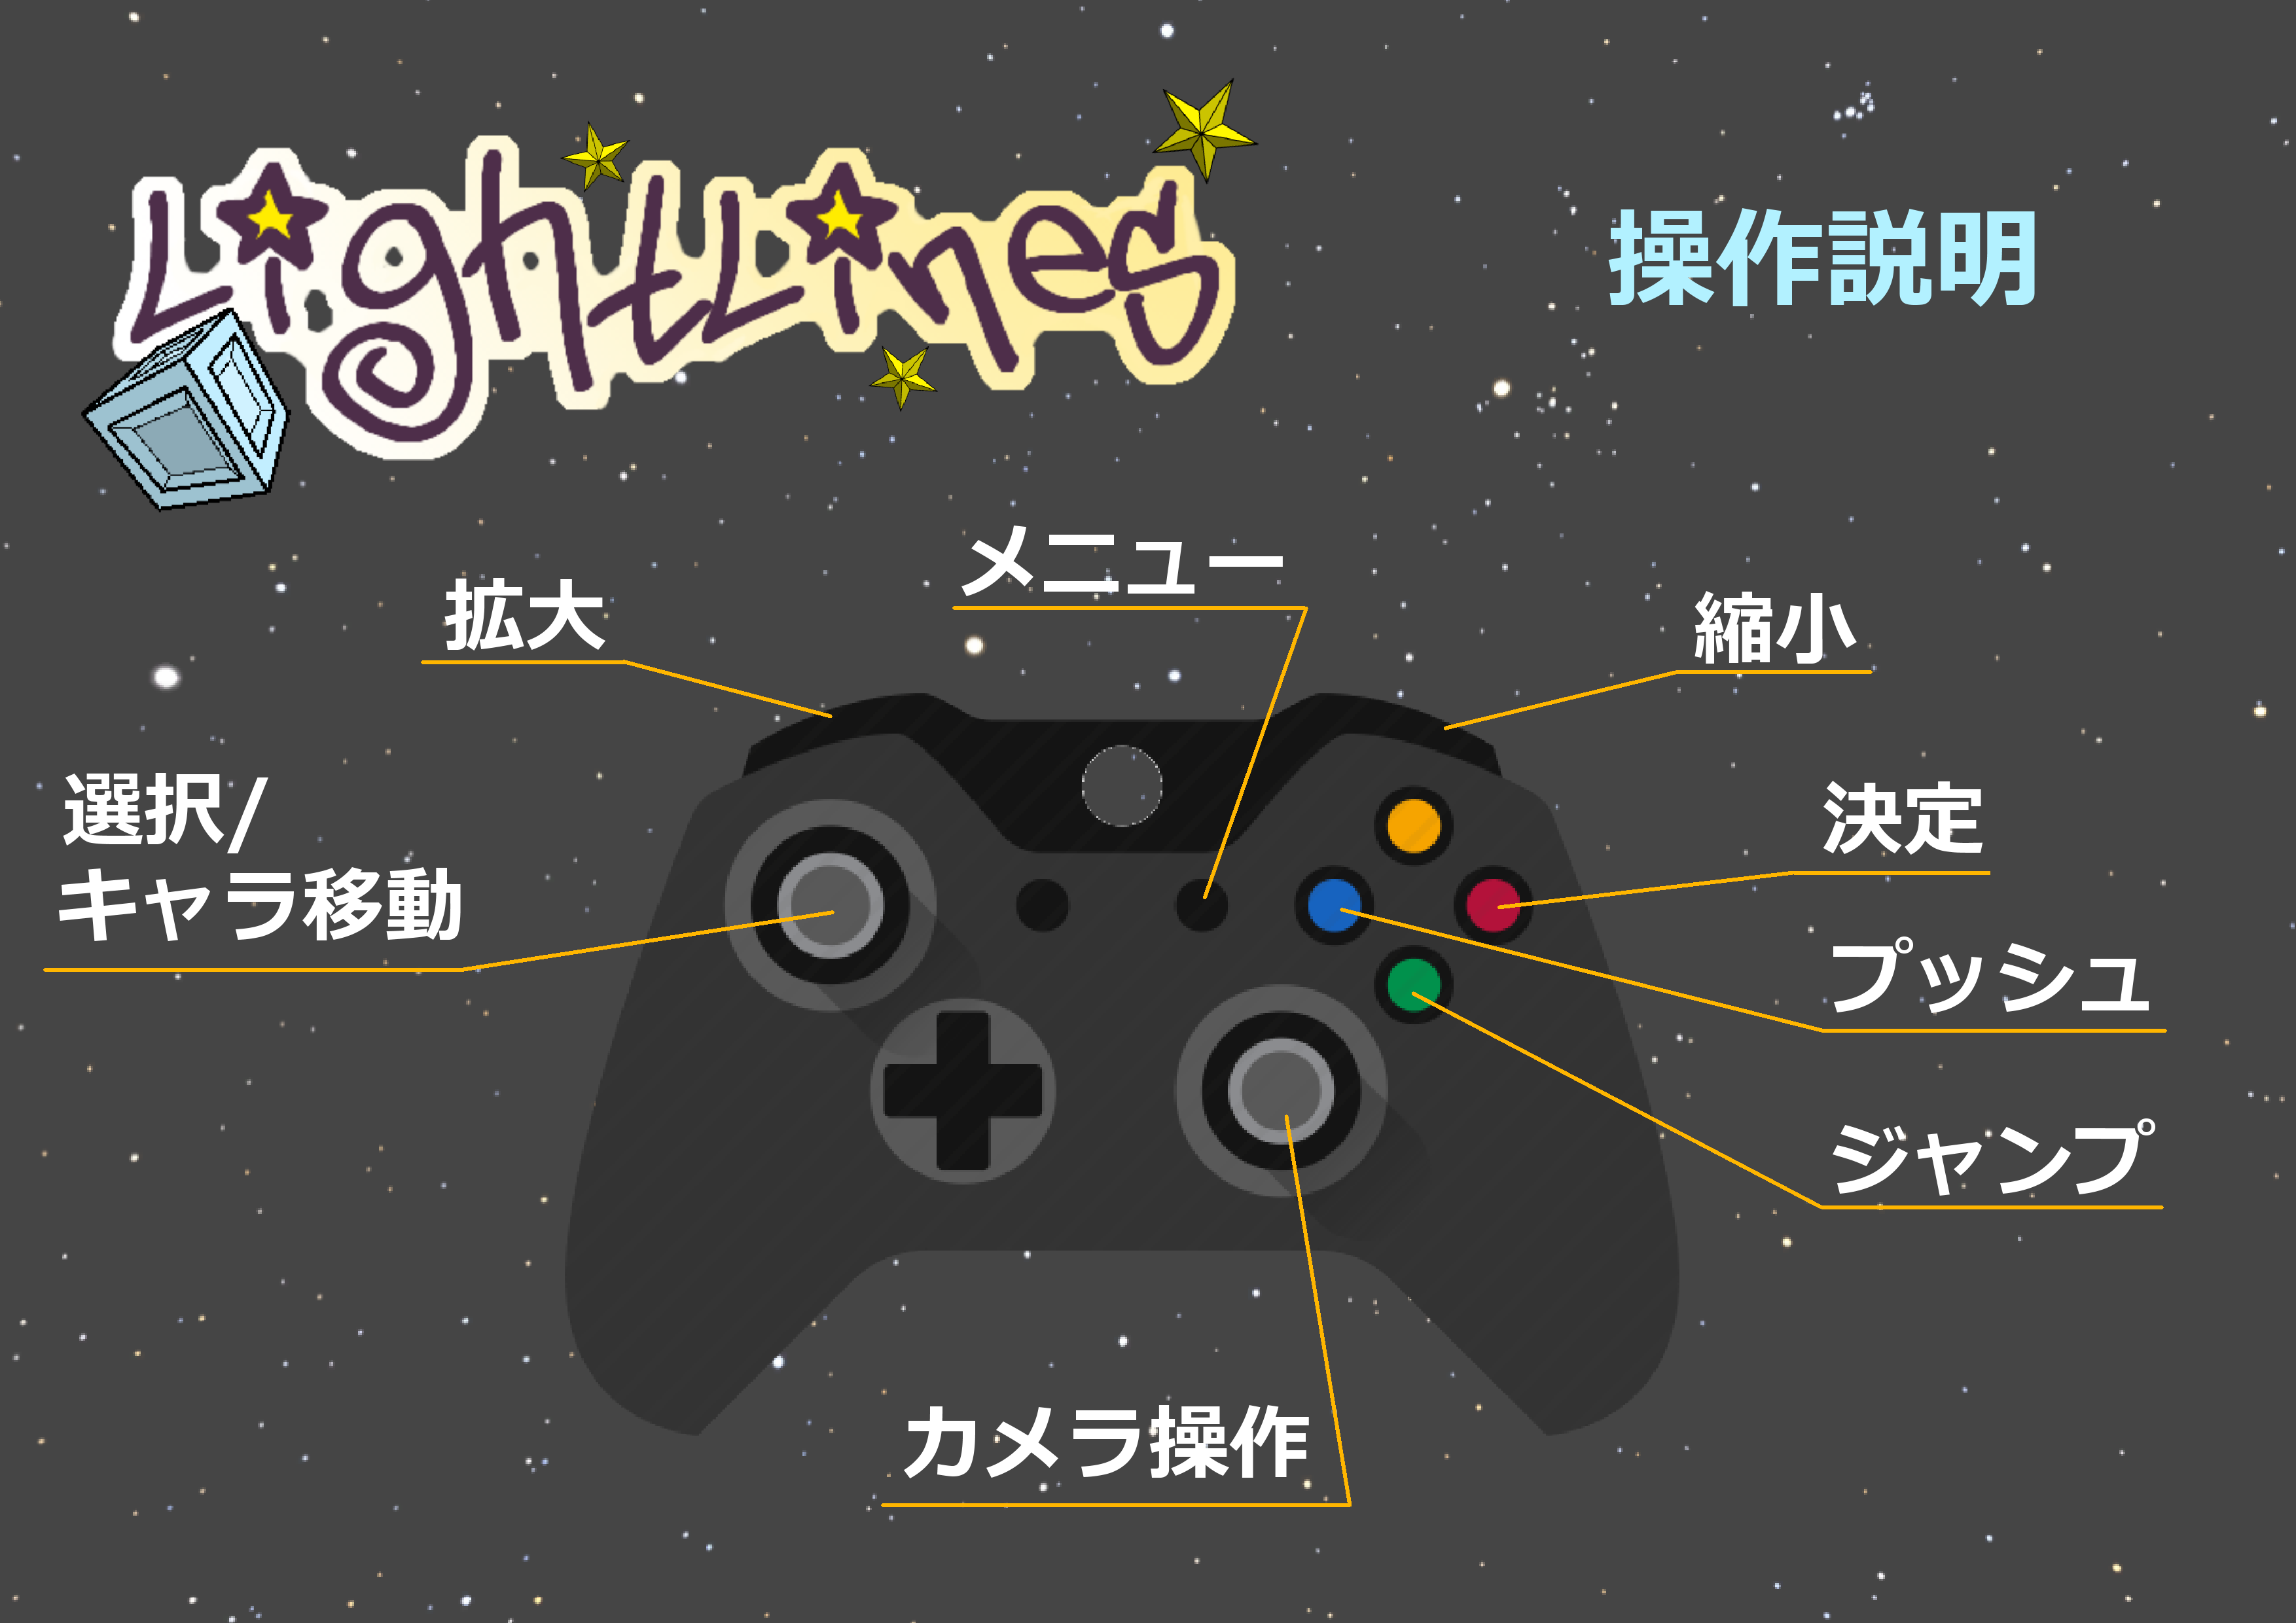 LightLines
操作説明
メニュー
拡大
縮小
選択/
キャラ移動
決定
プッシュ
ジャンプ
カメラ操作